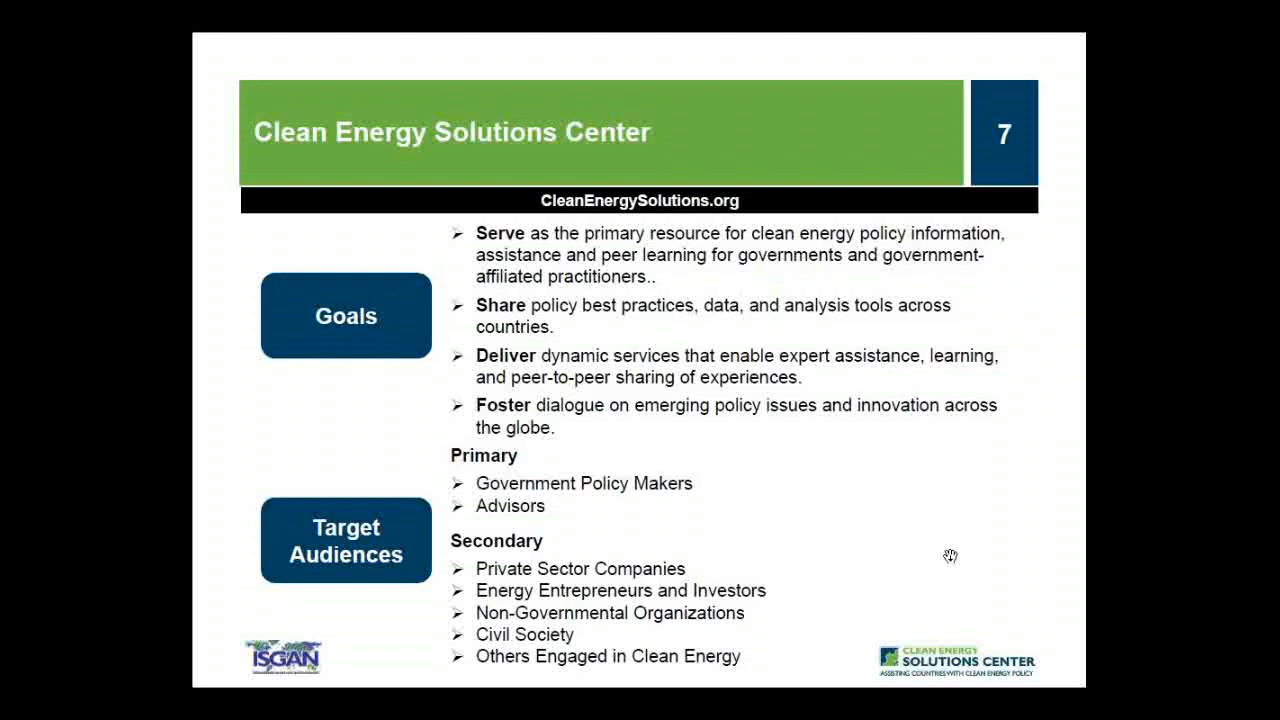 Clean Energy Solutions Center
7
CleanEnergySolutions.org
Goals
➢ Serve as the primary resource for clean energy policy information,
assistance and peer learning for governments and government-
affiliated practitioners..
➢ Share policy best practices, data, and analysis tools across
countries.
➢ Deliver dynamic services that enable expert assistance, learning,
and peer-to-peer sharing of experiences.
➢ Foster dialogue on emerging policy issues and innovation across
the globe.
Target
Audiences
Primary
➢ Government Policy Makers
➢ Advisors
Secondary
➢ Private Sector Companies
➢ Energy Entrepreneurs and Investors
➢ Non-Governmental Organizations
➢ Civil Society
➢ Others Engaged in Clean Energy
ISGAN
CLEAN ENERGY
SOLUTIONS CENTER
ASSISTING COUNTRIES WITH CLEAN ENERGY POLICY